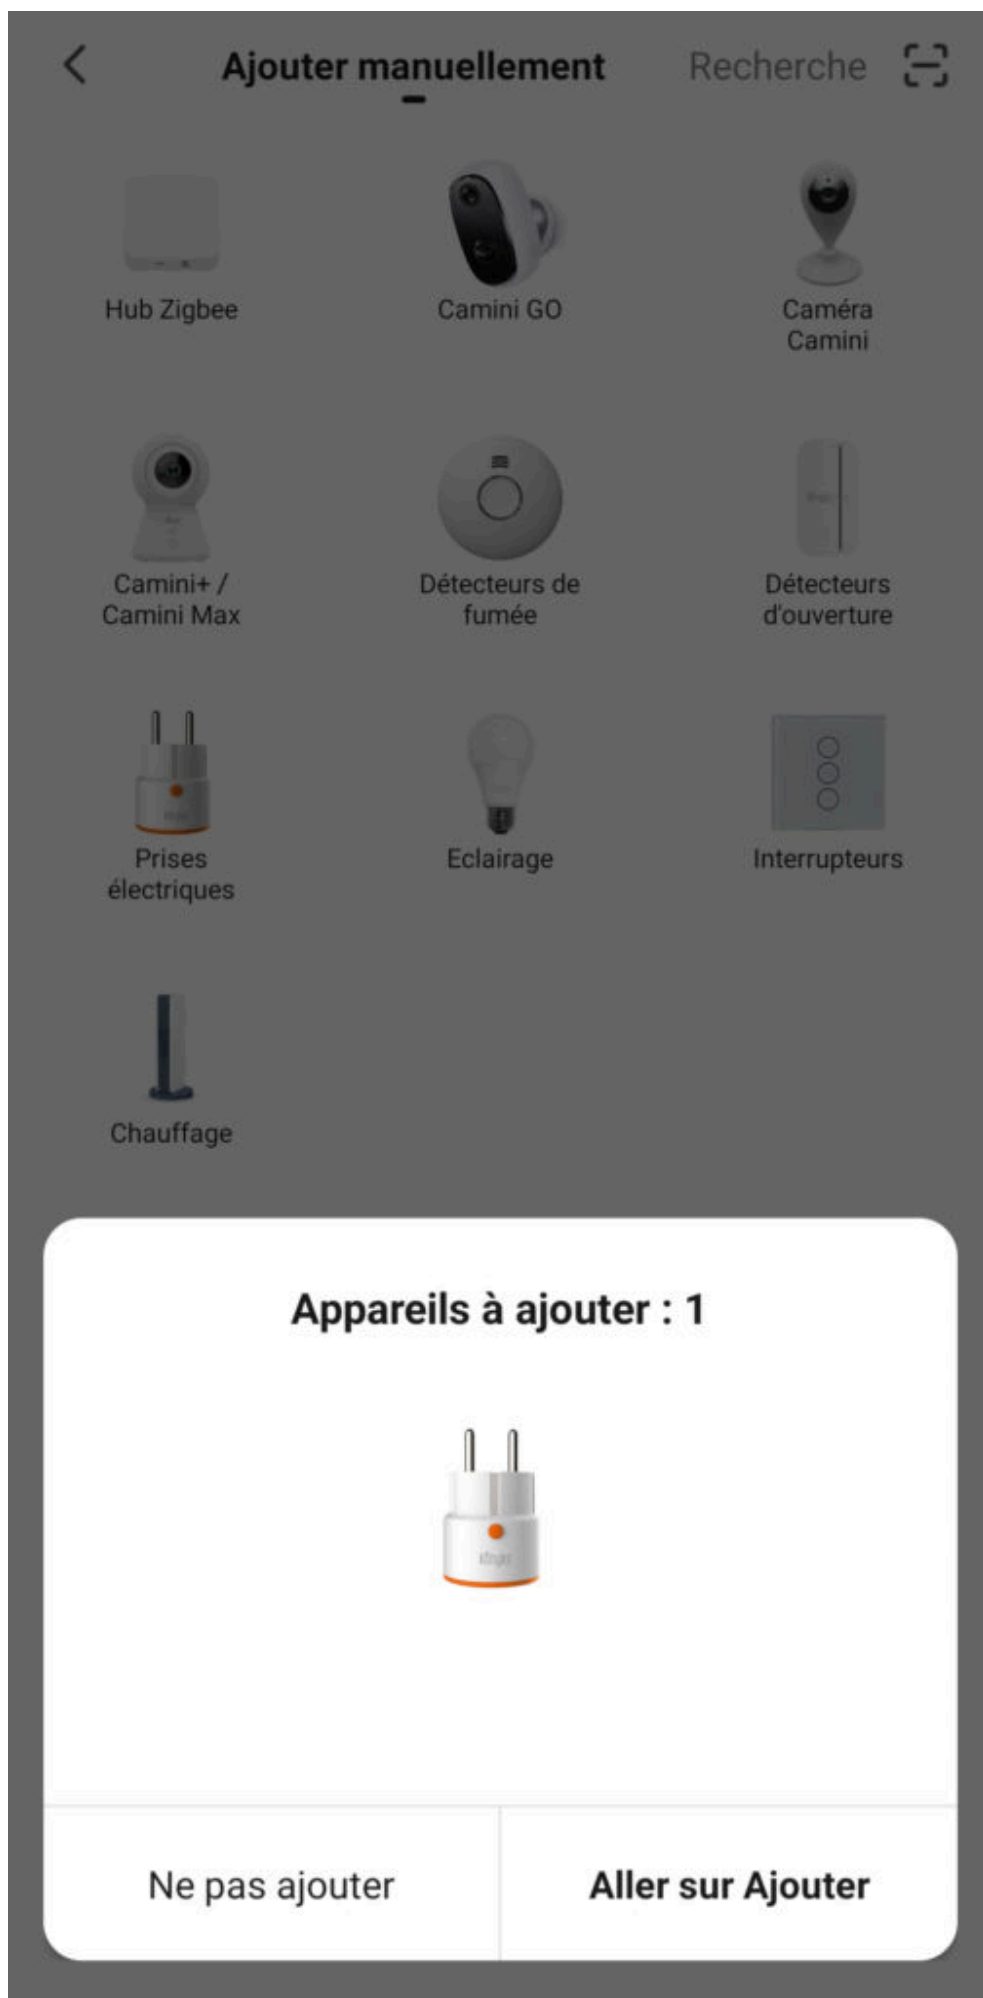 Ajouter manuellement Recherche
Hub Zigbee
Camini GO
Caméra
Camini
Camini+ /
Camini Max
Détecteurs de
fumée
Détecteurs
d'ouverture
Prises
électriques
Eclairage
Interrupteurs
Chauffage
Appareils à ajouter : 1
Ne pas ajouter
Aller sur Ajouter